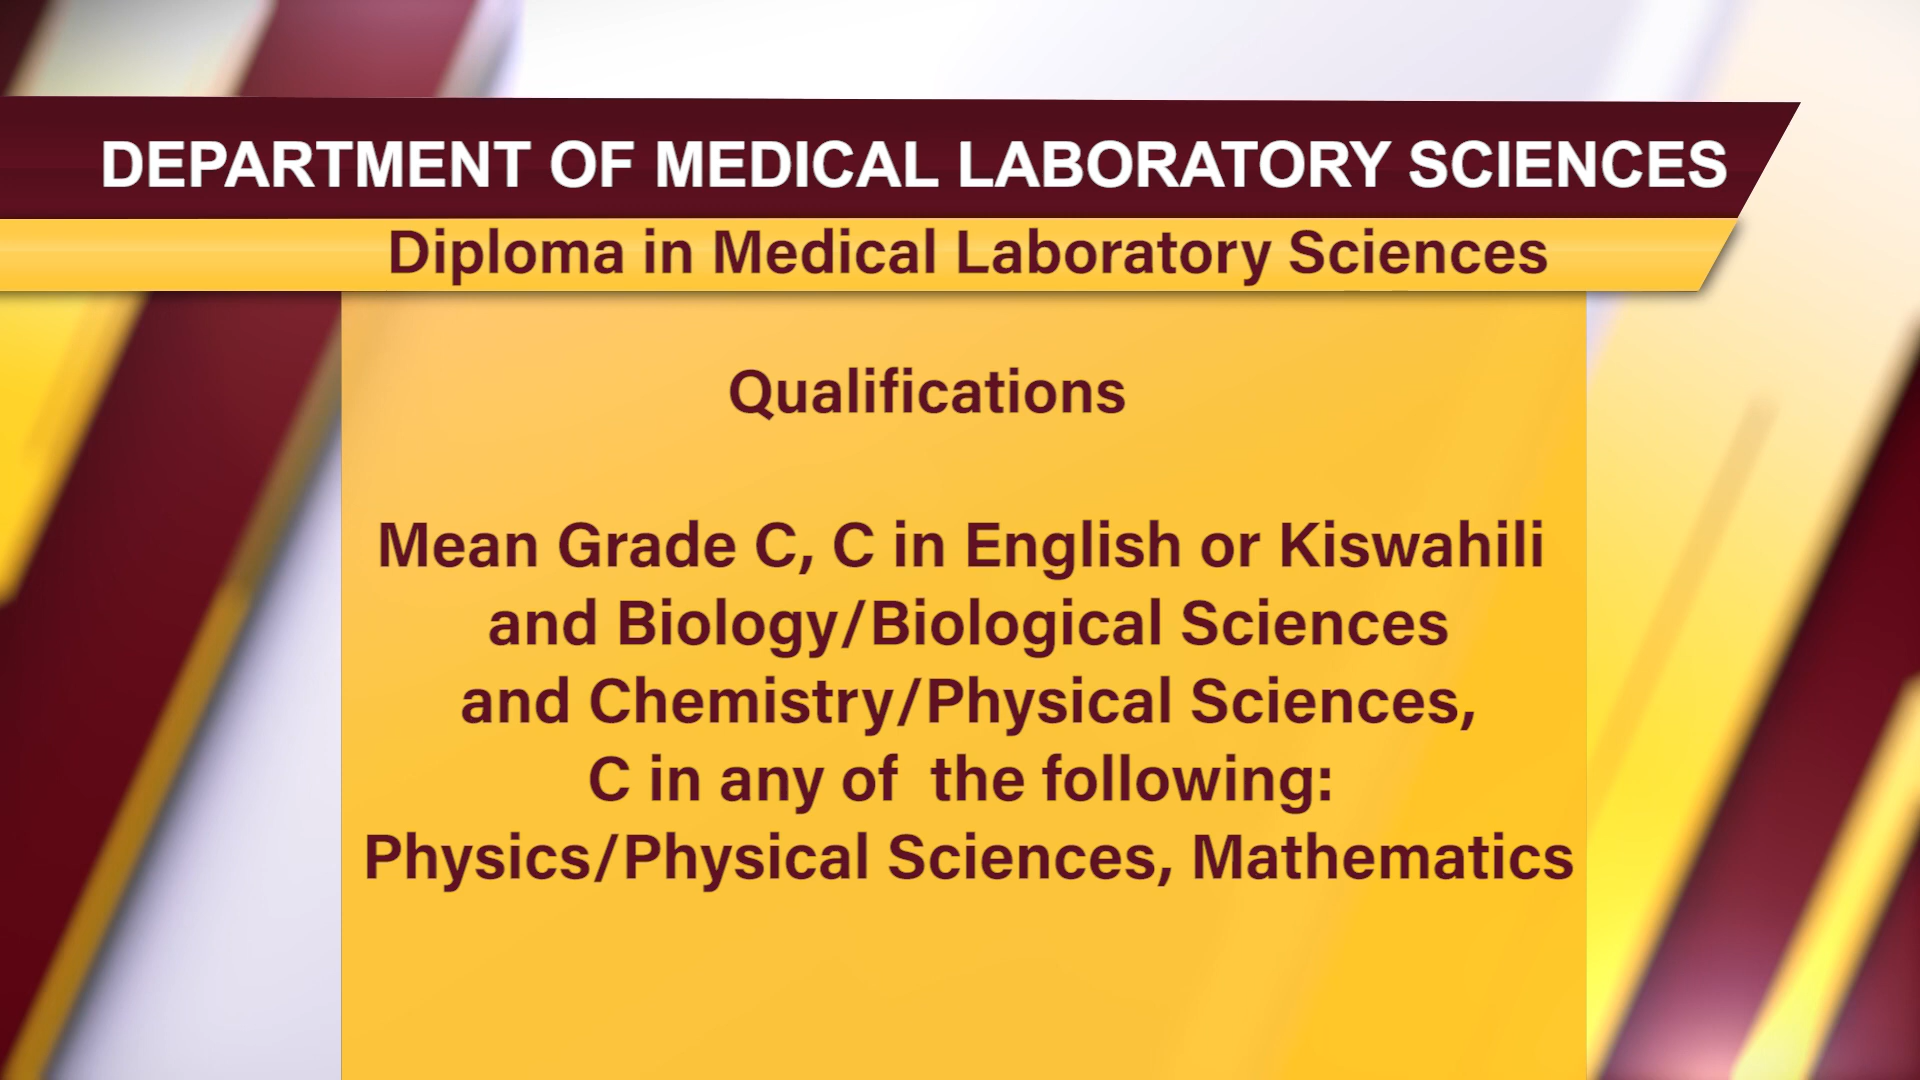 DEPARTMENT OF MEDICAL LABORATORY SCIENCES
Diploma in Medical Laboratory Sciences
Qualifications
Mean Grade C, C in English or Kiswahili
and Biology/Biological Sciences
and Chemistry/Physical Sciences,
C in any of the following:
Physics/Physical Sciences, Mathematics